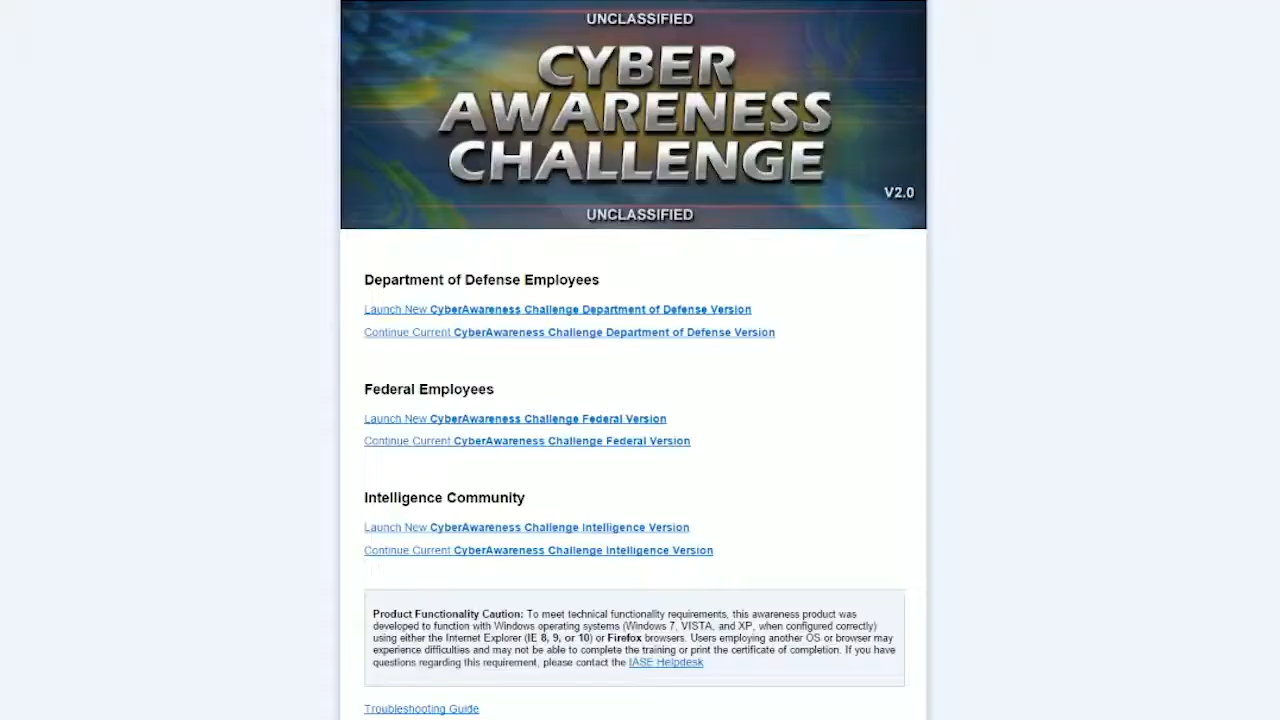 UNCLASSIFIED
CYBER
AWARENESS
CHALLENGE
V2.0
UNCLASSIFIED
Department of Defense Employees
Launch New CyberAwareness Challenge Department of Defense Version
Continue Current CyberAwareness Challenge Department of Defense Version
Federal Employees
Launch New CyberAwareness Challenge Federal Version
Continue Current CyberAwareness Challenge Federal Version
Intelligence Community
Launch New CyberAwareness Challenge Intelligence Version
Continue Current CyberAwareness Challenge Intelligence Version
Product Functionality Caution: To meet technical functionality requirements, this awareness product was
developed to function with Windows operating systems (Windows 7, VISTA, and XP, when configured correctly)
using either the Internet Explorer (IE 8, 9, or 10) or Firefox browsers. Users employing another OS or browser may
experience difficulties and may not be able to complete the training or print the certificate of completion. If you have
questions regarding this requirement, please contact the IASE Helpdesk
Troubleshooting Guide